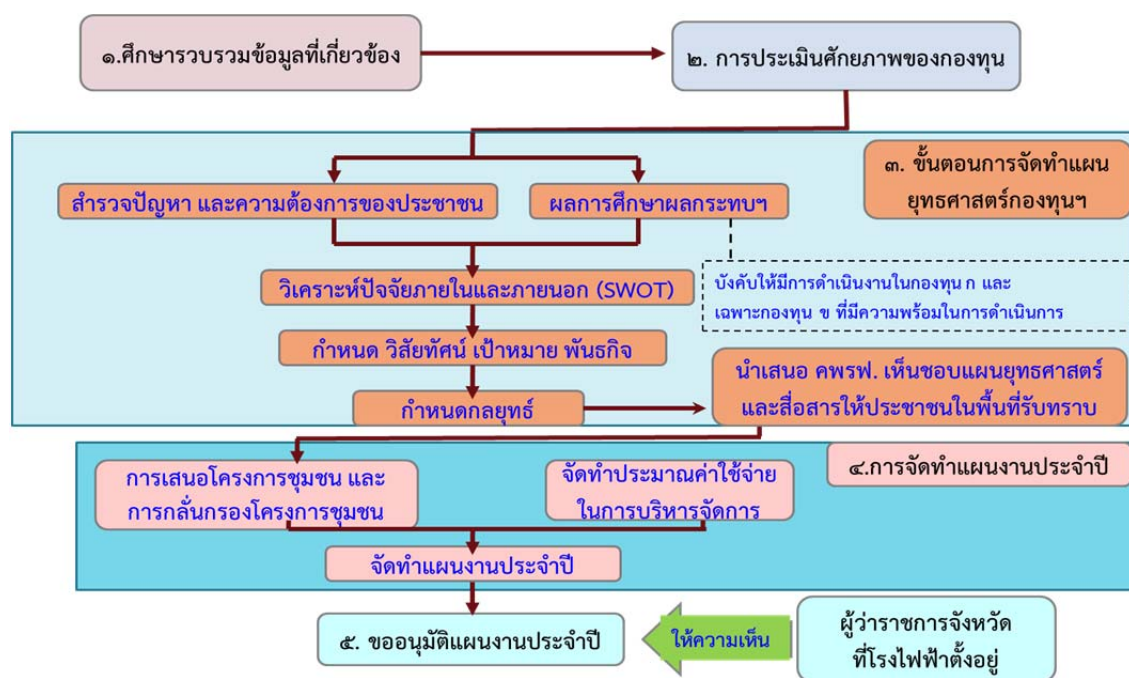 ๑.ศึกษารวบรวมข้อมูลที่เกี่ยวข้อง
๒. การประเมินศักยภาพของกองทุน
๓. ขั้นตอนการจัดทำแผน
ยุทธศาสตร์กองทุนฯ
สำรวจปัญหา และความต้องการของประชาชน
ผลการศึกษาผลกระทบฯ
บังคับให้มีการดำเนินงานในกองทุน ก และ
เฉพาะกองทุน ข ที่มีความพร้อมในการดำเนินการ
วิเคราะห์ปัจจัยภายในและภายนอก (SWOT)
กำหนด วิสัยทัศน์ เป้าหมาย พันธกิจ
กำหนดกลยุทธ์
นำเสนอ คพรฟ. เห็นชอบแผนยุทธศาสตร์
และสื่อสารให้ประชาชนในพื้นที่รับทราบ
๔.การจัดทำแผนงานประจำปี
การเสนอโครงการชุมชน และ
การกลั่นกรองโครงการชุมชน
จัดทำประมาณค่าใช้จ่าย
ในการบริหารจัดการ
จัดทำแผนงานประจำปี
๕. ขออนุมัติแผนงานประจำปี
ให้ความเห็น
ผู้ว่าราชการจังหวัด
ที่โรงไฟฟ้าตั้งอยู่